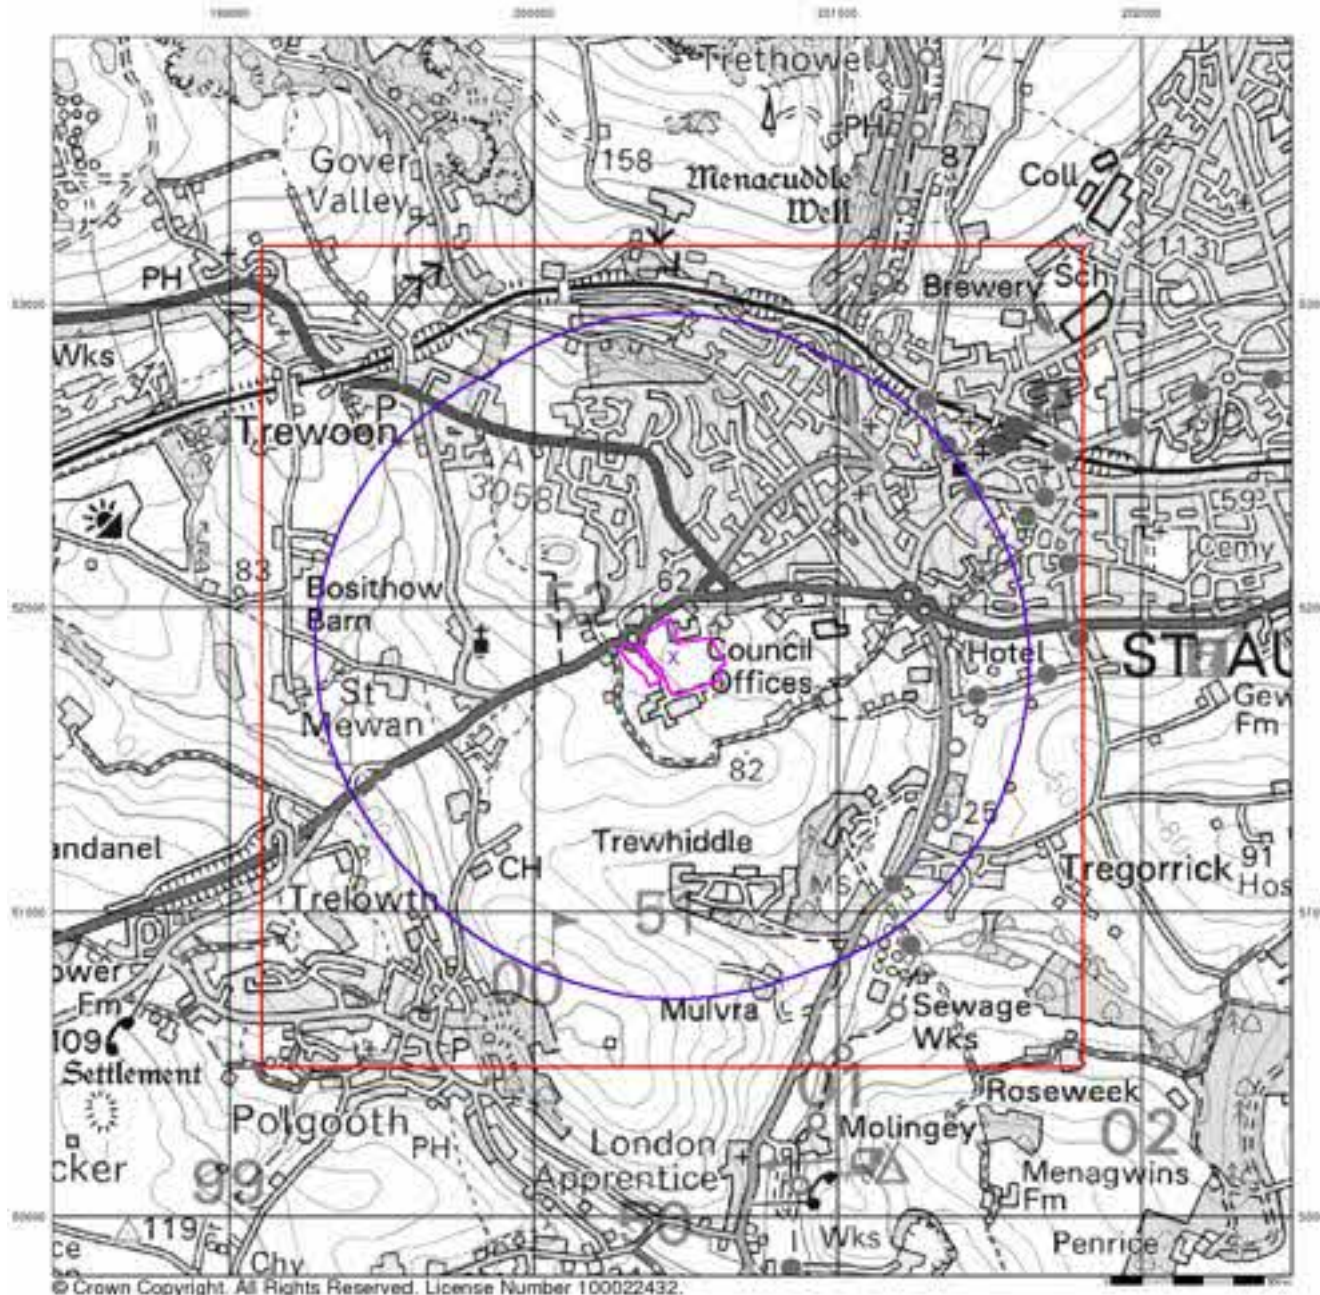 199000 200000 201000 202000
Trethowel
PH
158
87
Gover
Valley
Menacuddle
Well
Coll
113
PH
Brewery
Sch
Wks
P
Trewoon
A
3058
59
Cemy
83
62
52
Bosithow
Barn
Council
Offices
Hotel
ST AU
St
Mewan
Gew
Fm
82
25
andanel
Trewhiddle
CH
MS
Tregorrick
91
Hos
Trelowth
51
ower
Fm
00
Mulvra
Sewage
Wks
109
P
Settlement
01
Roseweek
Polgooth
PH
London
Apprentice
Molingey
02
cker
99
Menagwins
Fm
50
119
Wks
Penrice
ce
Chy
© Crown Copyright. All Rights Reserved. License Number 100022432.